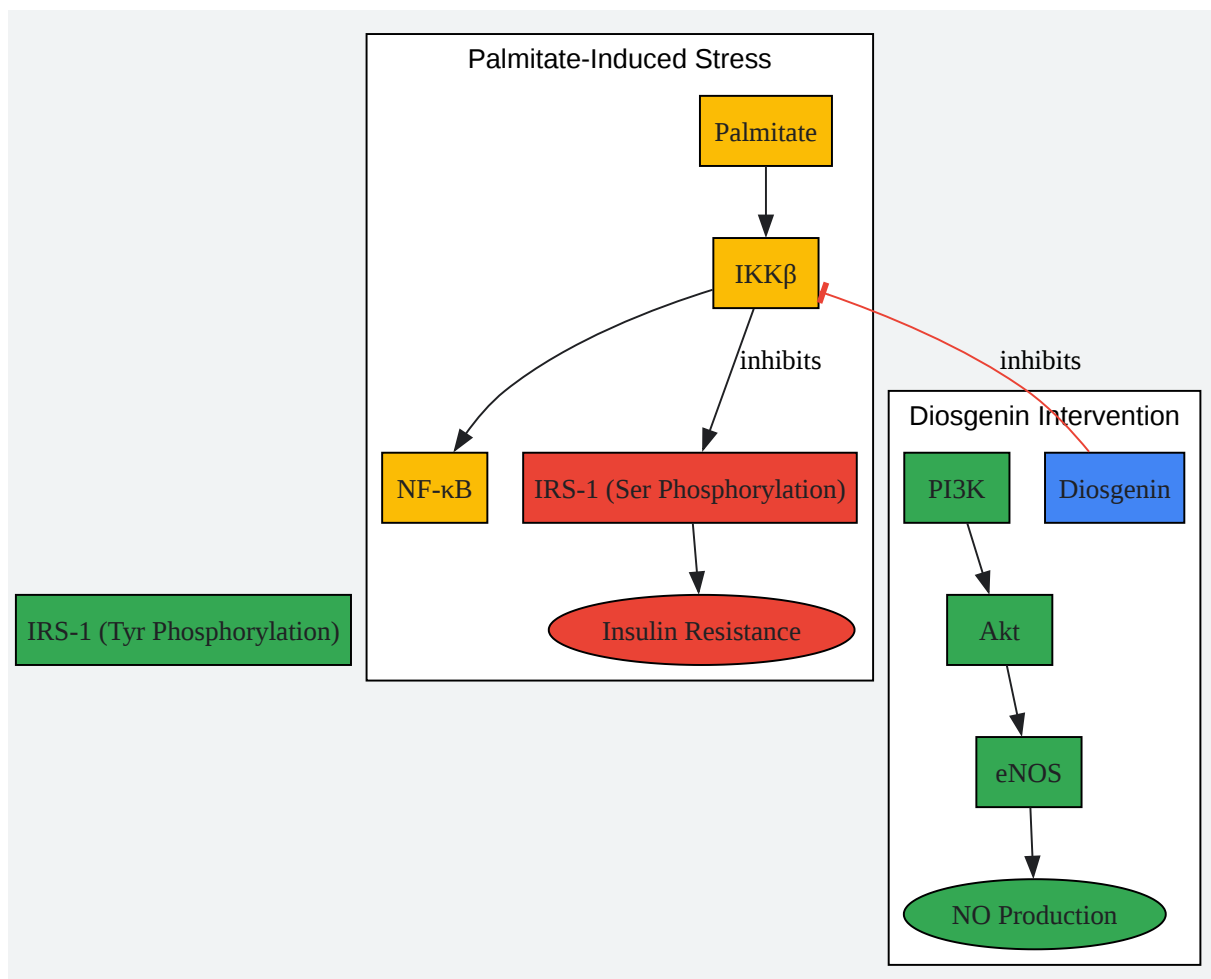 Palmitate-Induced Stress
Palmitate
IKKβ
inhibits
inhibits
Diosgenin Intervention
NF-κB
IRS-1 (Ser Phosphorylation)
PI3K
Diosgenin
IRS-1 (Tyr Phosphorylation)
Insulin Resistance
Akt
eNOS
NO Production